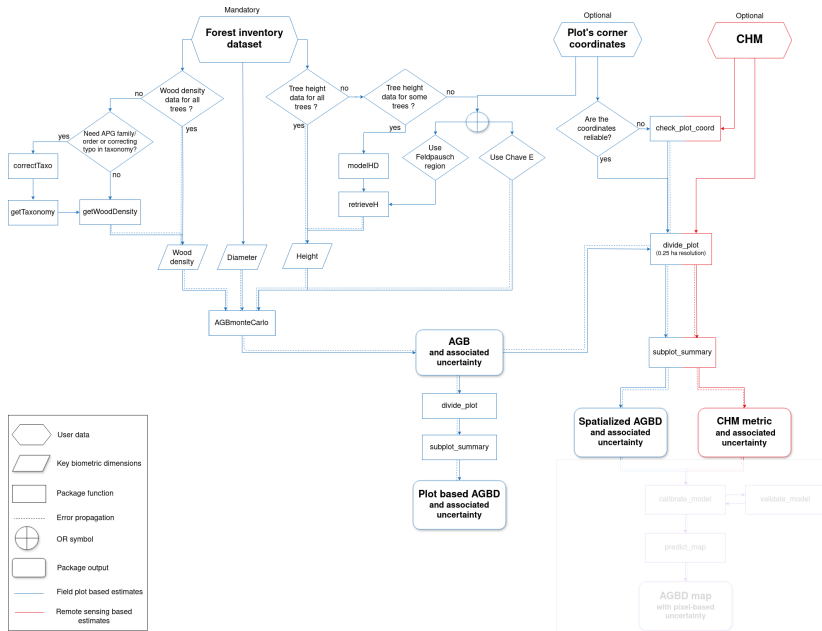 Mandatory
Optional
Optional
Forest inventory
dataset
Plot's corner
coordinates
CHM
Wood density
data for all
trees ?
Tree height
data for all
trees ?
Tree height
data for some
trees ?
no
no
no
yes
yes
yes
Are the
coordinates
reliable?
no
yes
check_plot_coord
Need APG family/
order or correcting
typo in taxonomy?
yes
no
Use
Feldpausch
region
Use Chave E
correctTaxo
modelHD
getTaxonomy
getWoodDensity
retrieveH
Wood
density
Diameter
Height
divide_plot
(0.25 ha resolution)
AGBmonteCarlo
AGB
and associated
uncertainty
subplot_summary
divide_plot
subplot_summary
Plot based AGBD
and associated
uncertainty
Spatialized AGBD
and associated
uncertainty
CHM metric
and associated
uncertainty
calibrate_model
validate_model
predict_map
AGBD map
with pixel-based
uncertainty
User data
Key biometric dimensions
Package function
Error propagation
OR symbol
Package output
Field plot based estimates
Remote sensing based
estimates